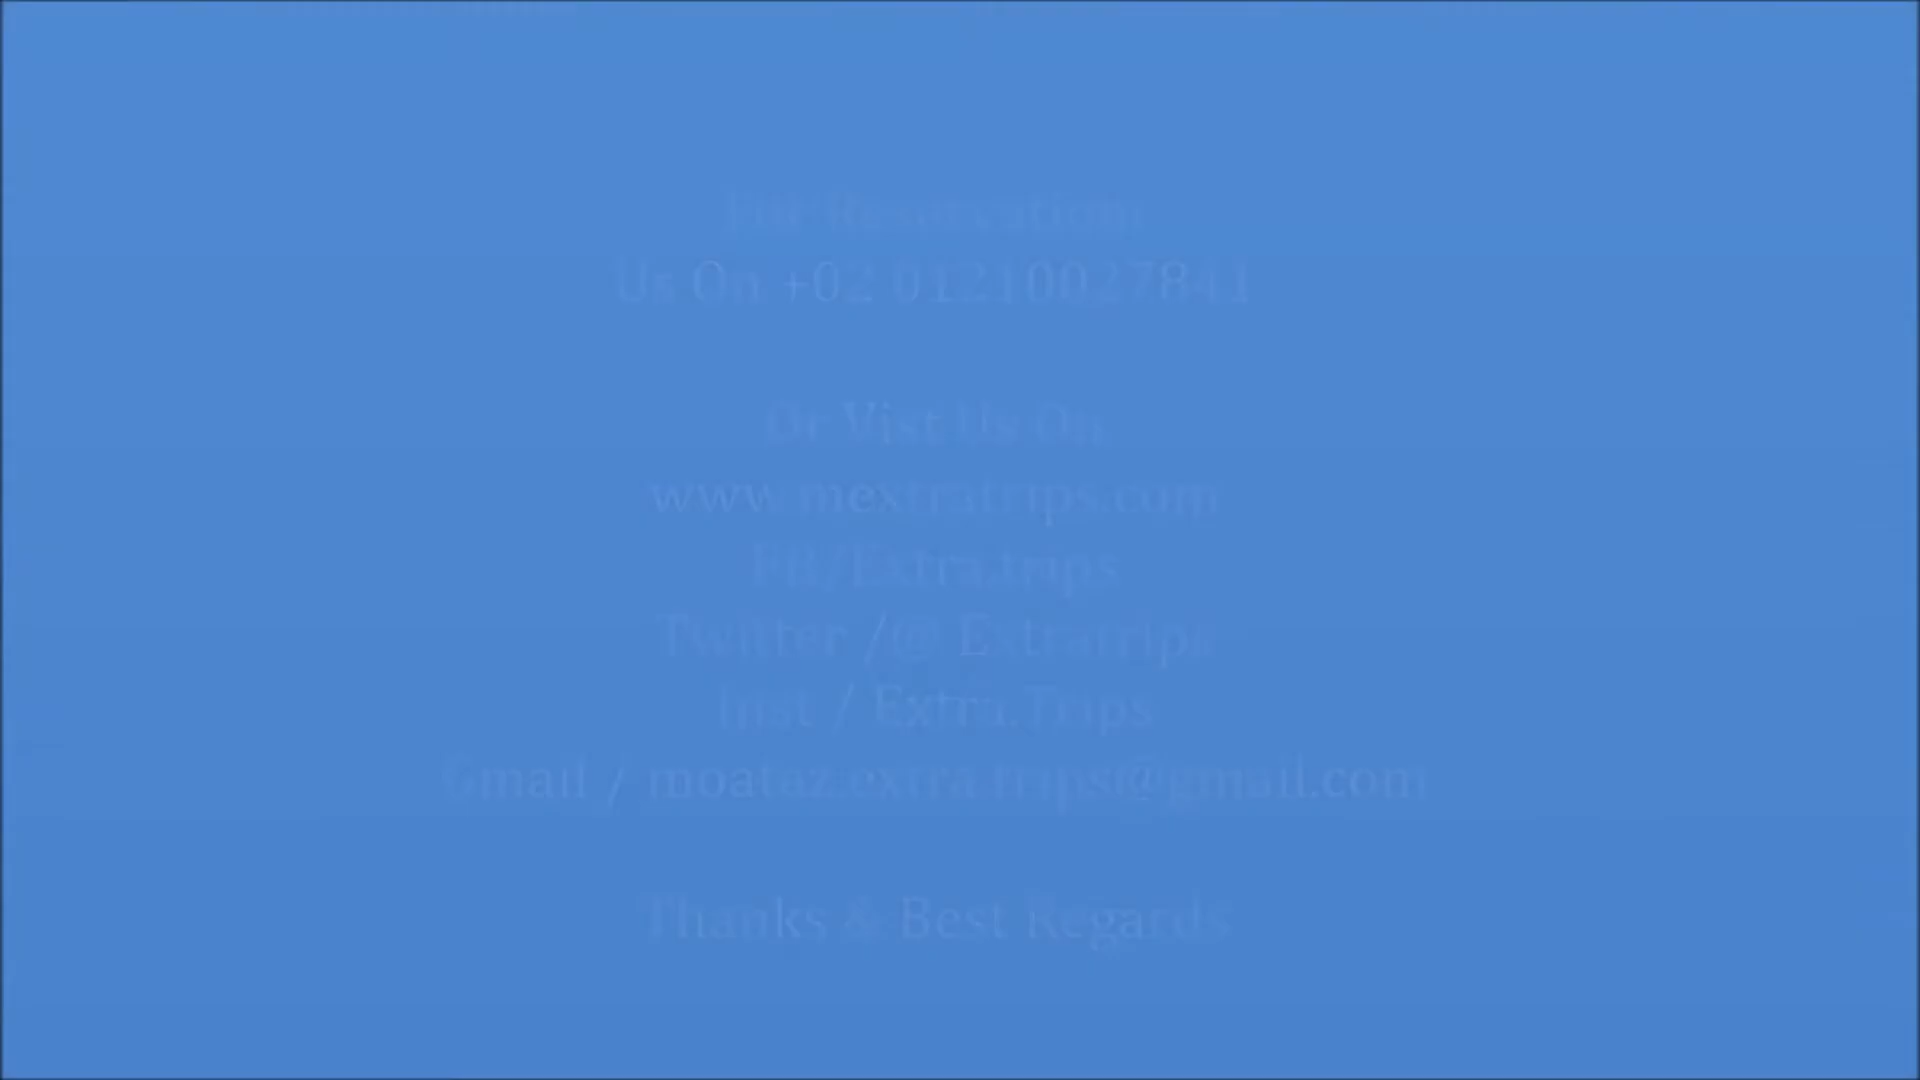 For Reservation:
Us On +02 01210027841
Or Vist Us On
www.mextratrips.com
FB/Extra.trips
Twitter /@ Extratrips
Inst / Extra.Trips
Gmail / moataz.extra.trips@gmail.com
Thanks & Best Regards